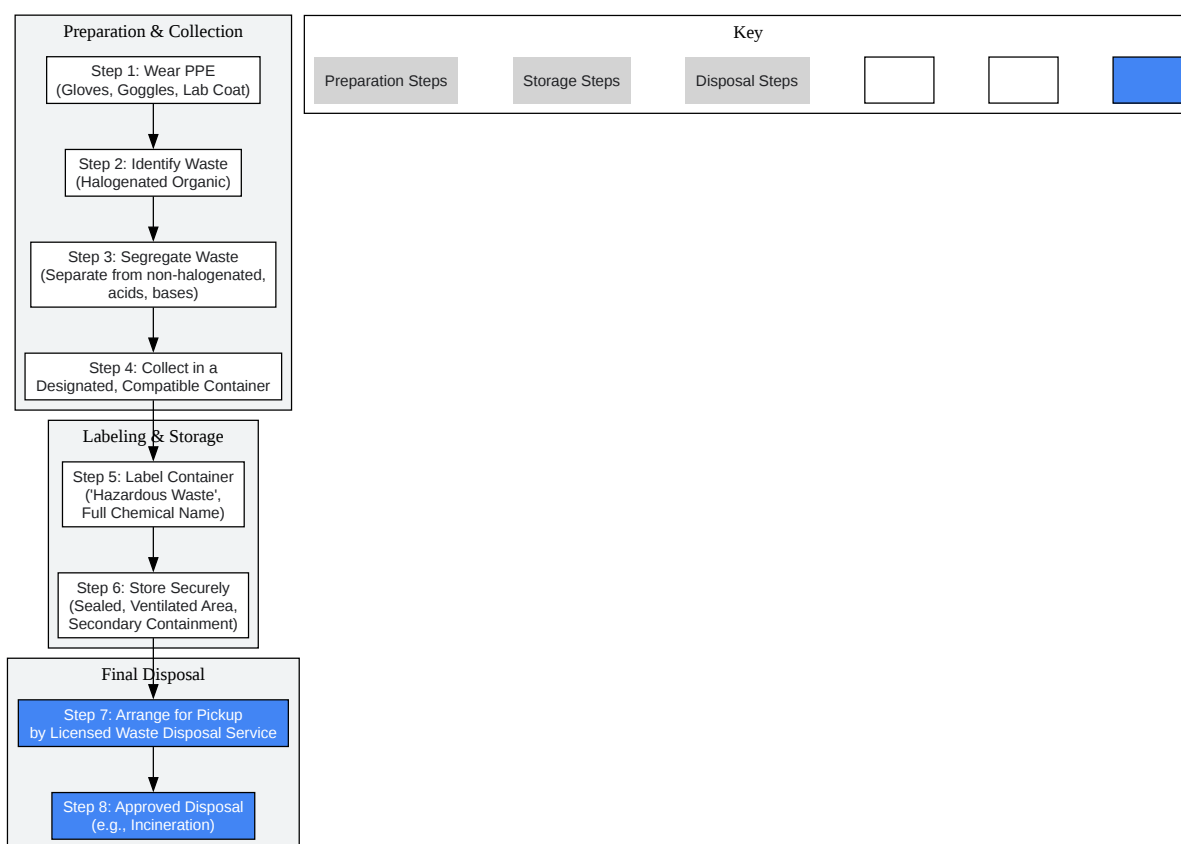 Preparation & Collection
Step 1: Wear PPE
(Gloves, Goggles, Lab Coat)
Step 2: Identify Waste
(Halogenated Organic)
Step 3: Segregate Waste
(Separate from non-halogenated,
acids, bases)
Step 4: Collect in a
Designated, Compatible Container
Labeling & Storage
Step 5: Label Container
('Hazardous Waste',
Full Chemical Name)
Step 6: Store Securely
(Sealed, Ventilated Area,
Secondary Containment)
Final Disposal
Step 7: Arrange for Pickup
by Licensed Waste Disposal Service
Step 8: Approved Disposal
(e.g., Incineration)
Key
Preparation Steps
Storage Steps
Disposal Steps